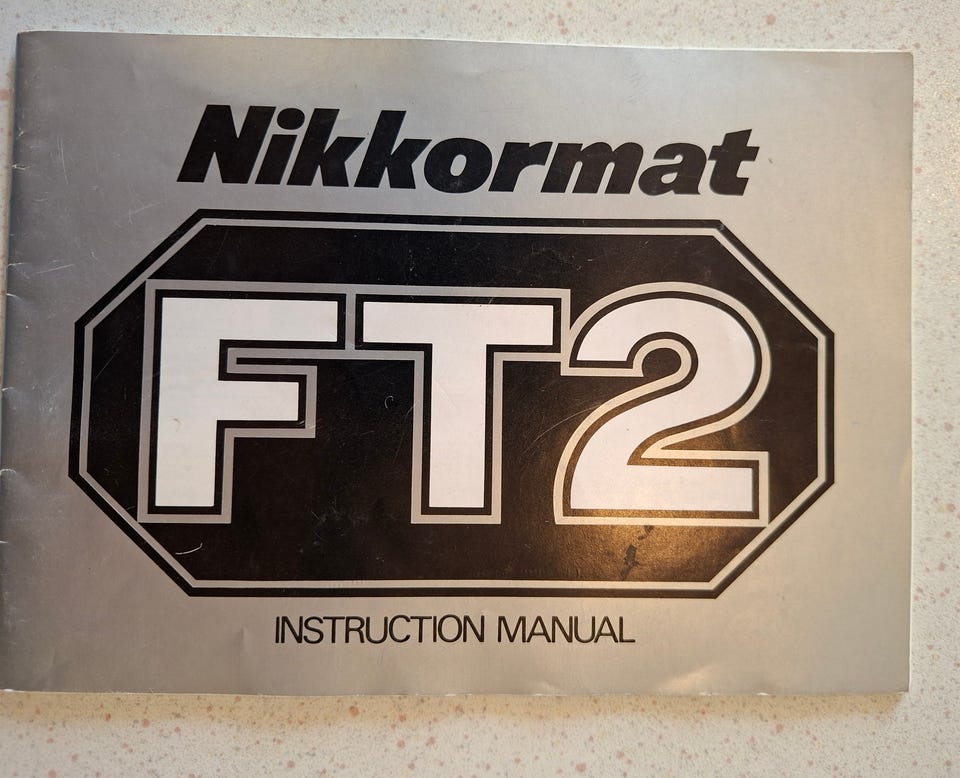 Nikkormat
FT2
INSTRUCTION MANUAL